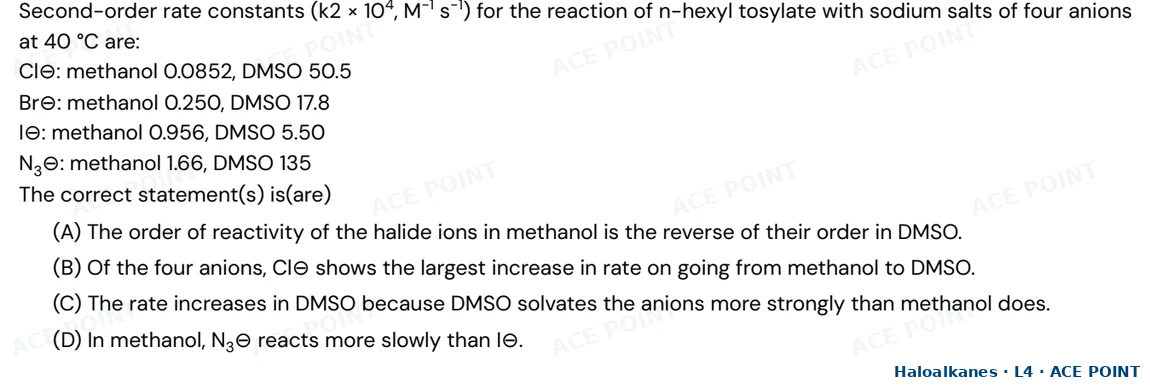 Second-order rate constants (k2 × 10⁴, M⁻¹ s⁻¹) for the reaction of n-hexyl tosylate with sodium salts of four anions
at 40 °C are:
Cl⊖: methanol 0.0852, DMSO 50.5
Br⊖: methanol 0.250, DMSO 17.8
I⊖: methanol 0.956, DMSO 5.50
N₃⊖: methanol 1.66, DMSO 135
The correct statement(s) is(are)
(A) The order of reactivity of the halide ions in methanol is the reverse of their order in DMSO.
(B) Of the four anions, Cl⊖ shows the largest increase in rate on going from methanol to DMSO.
(C) The rate increases in DMSO because DMSO solvates the anions more strongly than methanol does.
(D) In methanol, N₃⊖ reacts more slowly than I⊖.
Haloalkanes · L4 · ACE POINT